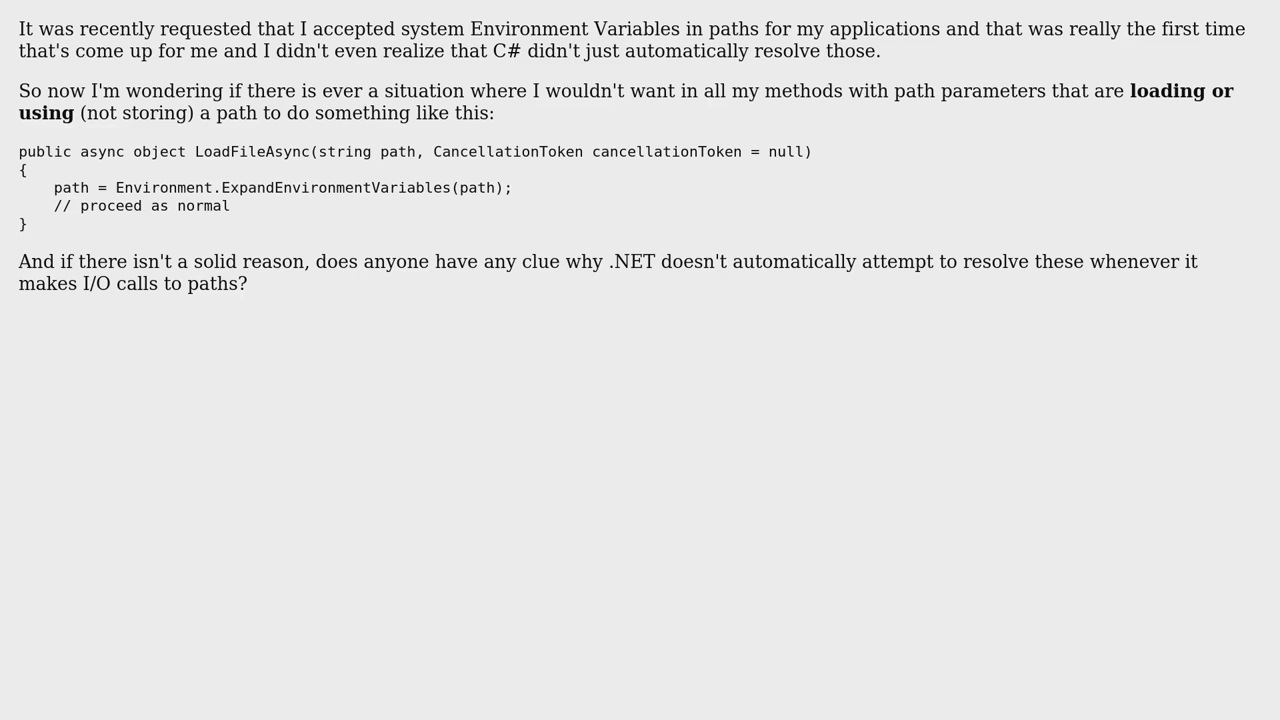 It was recently requested that I accepted system Environment Variables in paths for my applications and that was really the first time
that's come up for me and I didn't even realize that C# didn't just automatically resolve those.
So now I'm wondering if there is ever a situation where I wouldn't want in all my methods with path parameters that are loading or
using (not storing) a path to do something like this:
public async object LoadFileAsync(string path, CancellationToken cancellationToken = null)
{
    path = Environment.ExpandEnvironmentVariables(path);
    // proceed as normal
}
And if there isn't a solid reason, does anyone have any clue why .NET doesn't automatically attempt to resolve these whenever it
makes I/O calls to paths?